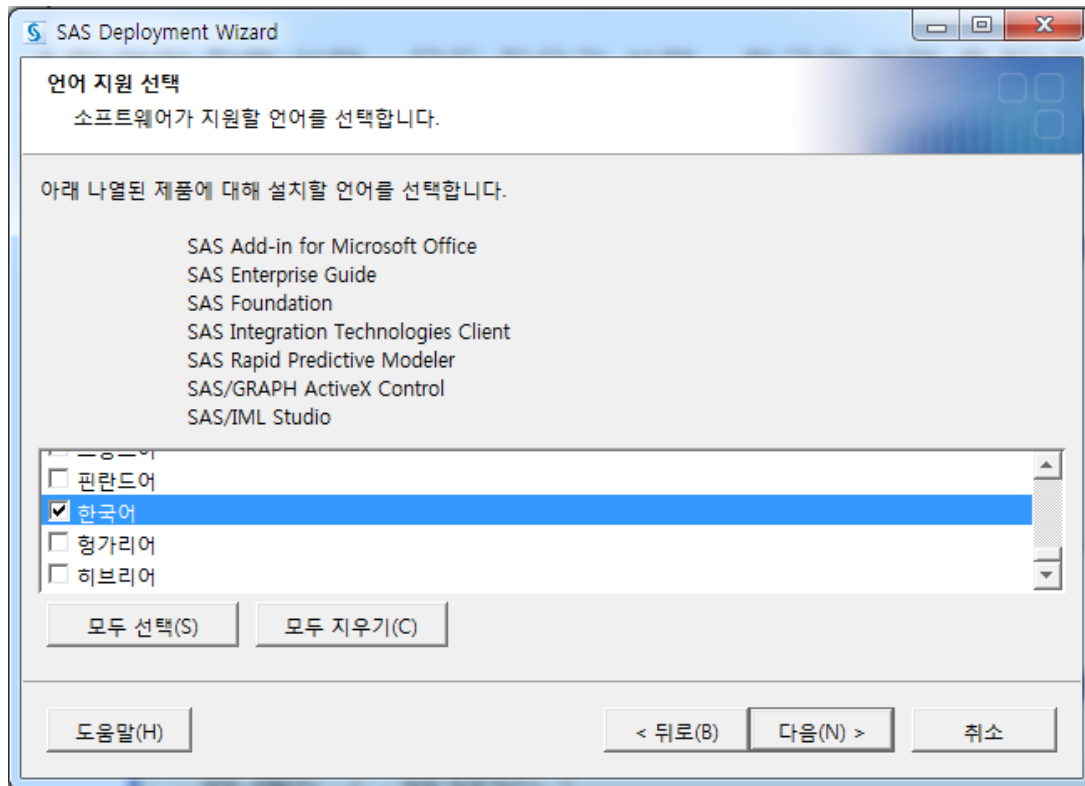 SAS Deployment Wizard
언어 지원 선택
소프트웨어가 지원할 언어를 선택합니다.
아래 나열된 제품에 대해 설치할 언어를 선택합니다.
SAS Add-in for Microsoft Office
SAS Enterprise Guide
SAS Foundation
SAS Integration Technologies Client
SAS Rapid Predictive Modeler
SAS/GRAPH ActiveX Control
SAS/IML Studio
핀란드어
한국어
헝가리어
히브리어
모두 선택(S) 모두 지우기(C)
도움말(H) < 뒤로(B) 다음(N) > 취소